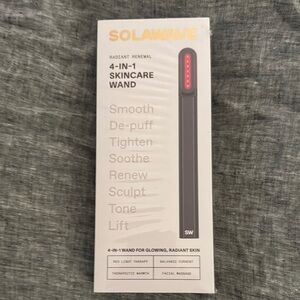 SOLAWAVE
RADIANT RENEWAL
4-IN-1
SKINCARE
WAND
Smooth
De-puff
Tighten
Soothe
Renew
Sculpt
Tone
Lift
SW
4-IN-1 WAND FOR GLOWING, RADIANT SKIN
RED LIGHT THERAPY
GALVANIC CURRENT
THERAPEUTIC WARMTH
FACIAL MASSAGE